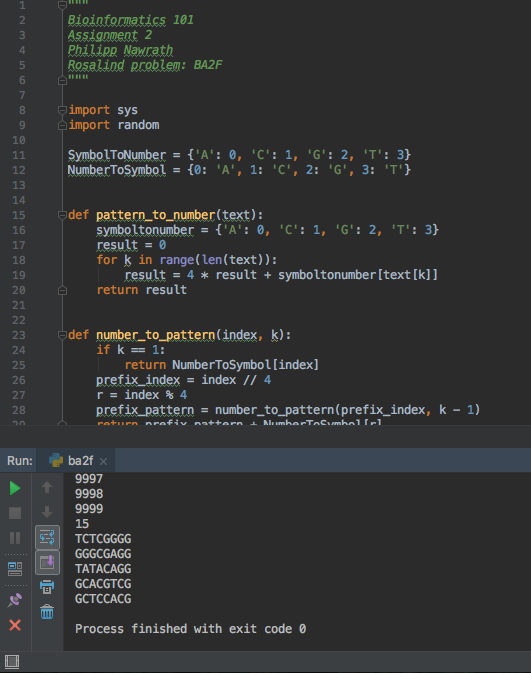 1 """
2 Bioinformatics 101
3 Assignment 2
4 Philipp Nawrath
5 Rosalind problem: BA2F
6 """
7
8 import sys
9 import random
10
11 SymbolToNumber = {'A': 0, 'C': 1, 'G': 2, 'T': 3}
12 NumberToSymbol = {0: 'A', 1: 'C', 2: 'G', 3: 'T'}
13
14
15 def pattern_to_number(text):
16 symboltonumber = {'A': 0, 'C': 1, 'G': 2, 'T': 3}
17 result = 0
18 for k in range(len(text)):
19 result = 4 * result + symboltonumber[text[k]]
20 return result
21
22
23 def number_to_pattern(index, k):
24 if k == 1:
25 return NumberToSymbol[index]
26 prefix_index = index // 4
27 r = index % 4
28 prefix_pattern = number_to_pattern(prefix_index, k - 1)
29 return prefix_pattern + NumberToSymbol[r]
Run: ba2f
9997
9998
9999
15
TCTCGGGG
GGGCGAGG
TATACAGG
GCACGTCG
GCTCCACG
Process finished with exit code 0